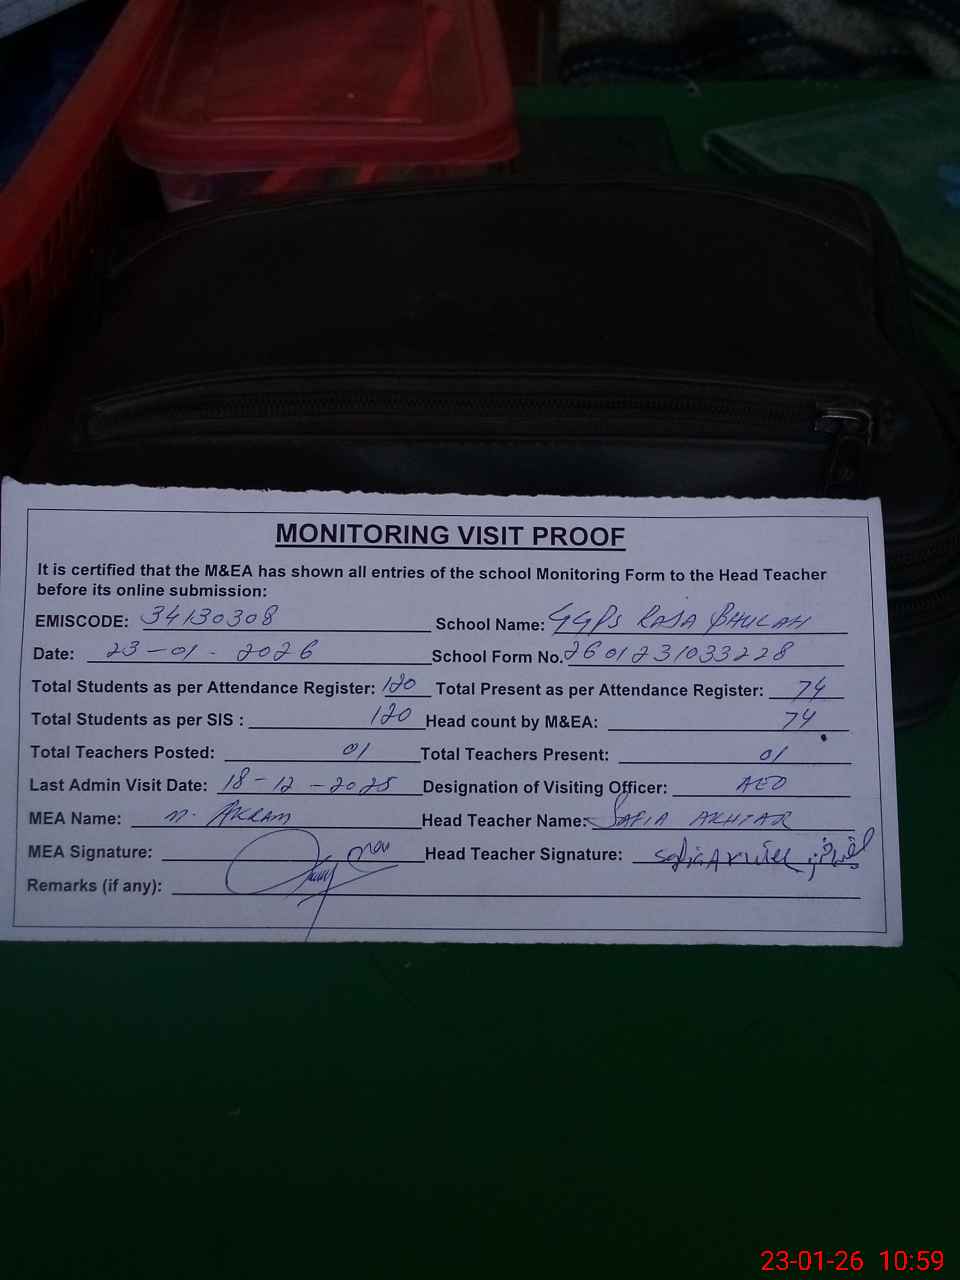 MONITORING VISIT PROOF
It is certified that the M&EA has shown all entries of the school Monitoring Form to the Head Teacher
before its online submission:
EMISCODE: 34130308 School Name: GGPS RAJA BHULAH
Date: 23-01-2026 School Form No. 2601231033228
Total Students as per Attendance Register: 120 Total Present as per Attendance Register: 74
Total Students as per SIS : 120 Head count by M&EA: 74
Total Teachers Posted: 01 Total Teachers Present: 01
Last Admin Visit Date: 18-12-2025 Designation of Visiting Officer: AEO
MEA Name: M. AKRAM Head Teacher Name: SAFIA AKHTAR
MEA Signature: Head Teacher Signature:
Remarks (if any):
23-01-26 10:59